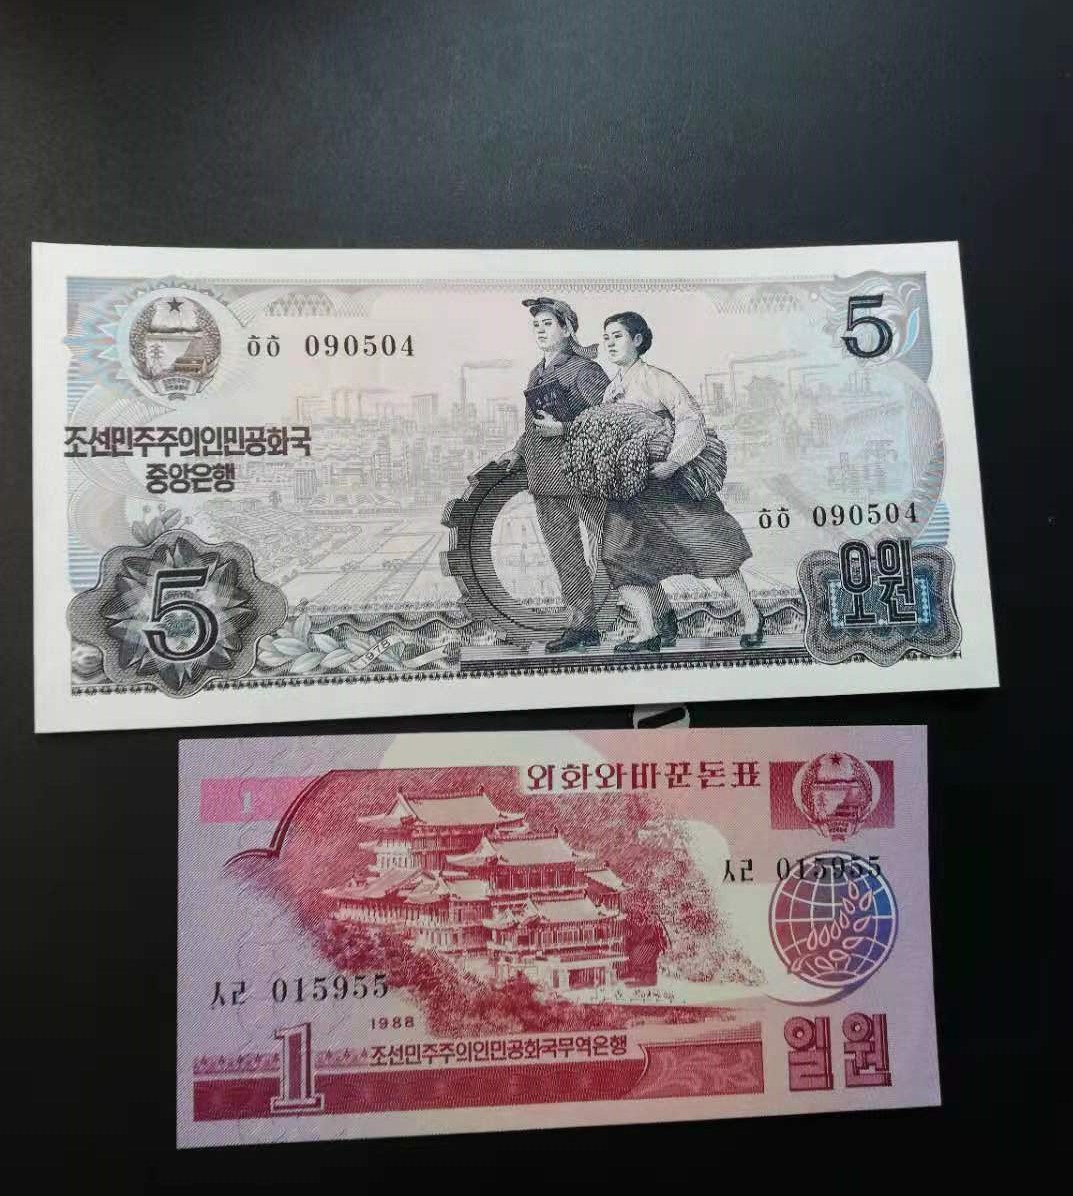 ㅎㅎ 090504
5
조선민주주의인민공화국
중앙은행
ㅎㅎ 090504
5
오원
1978
1
외화와바꾼돈표
ㅅㄹ 015955
ㅅㄹ 015955
1988
1
조선민주주의인민공화국무역은행
일원